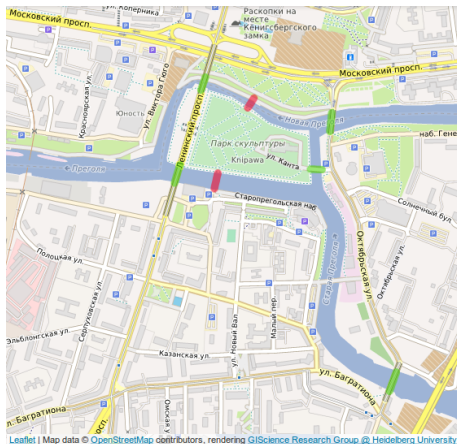 ул. Коперника
Московский просп.
Раскопки на
месте
Кёнигсбергского
замка
Московский просп.
Красноярская ул.
ул. Виктора Гюго
Юность
Ленинский просп.
← Новая Преголя
наб. Гене
Парк скульптуры
Knipawa
ул. Канта
← Преголя
Старопрегольская наб.
Солнечный бул.
Октябрьская ул.
Октябрьская ул.
Старая Преголя
Полоцкая ул.
Серпуховская ул.
Эльблонгская ул.
Казанская ул.
ул. Новый Вал
Малый пер.
ул. Багратиона
л. Багратиона
просп.
Омская ул.
Leaflet | Map data © OpenStreetMap contributors, rendering GIScience Research Group @ Heidelberg University